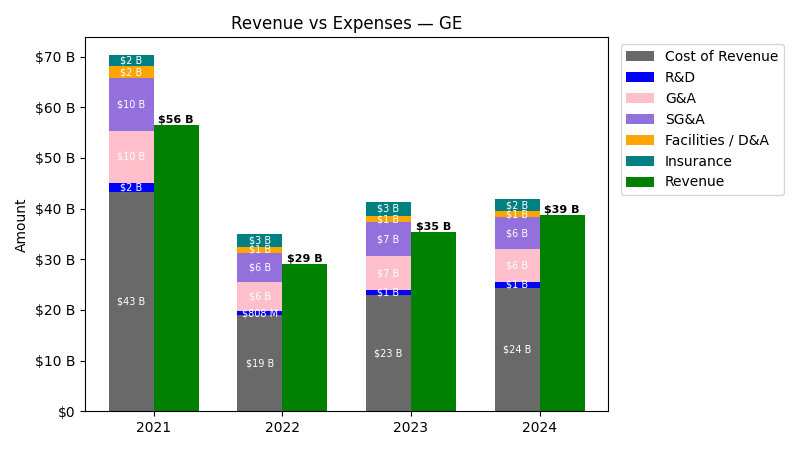 Revenue vs Expenses — GE
Amount
$70 B
$60 B
$50 B
$40 B
$30 B
$20 B
$10 B
$0
$2 B
$2 B
$10 B
$10 B
$2 B
$43 B
$56 B
$3 B
$1 B
$6 B
$6 B
$808 M
$19 B
$29 B
$3 B
$1 B
$7 B
$7 B
$1 B
$23 B
$35 B
$2 B
$1 B
$6 B
$6 B
$1 B
$24 B
$39 B
2021
2022
2023
2024
Cost of Revenue
R&D
G&A
SG&A
Facilities / D&A
Insurance
Revenue